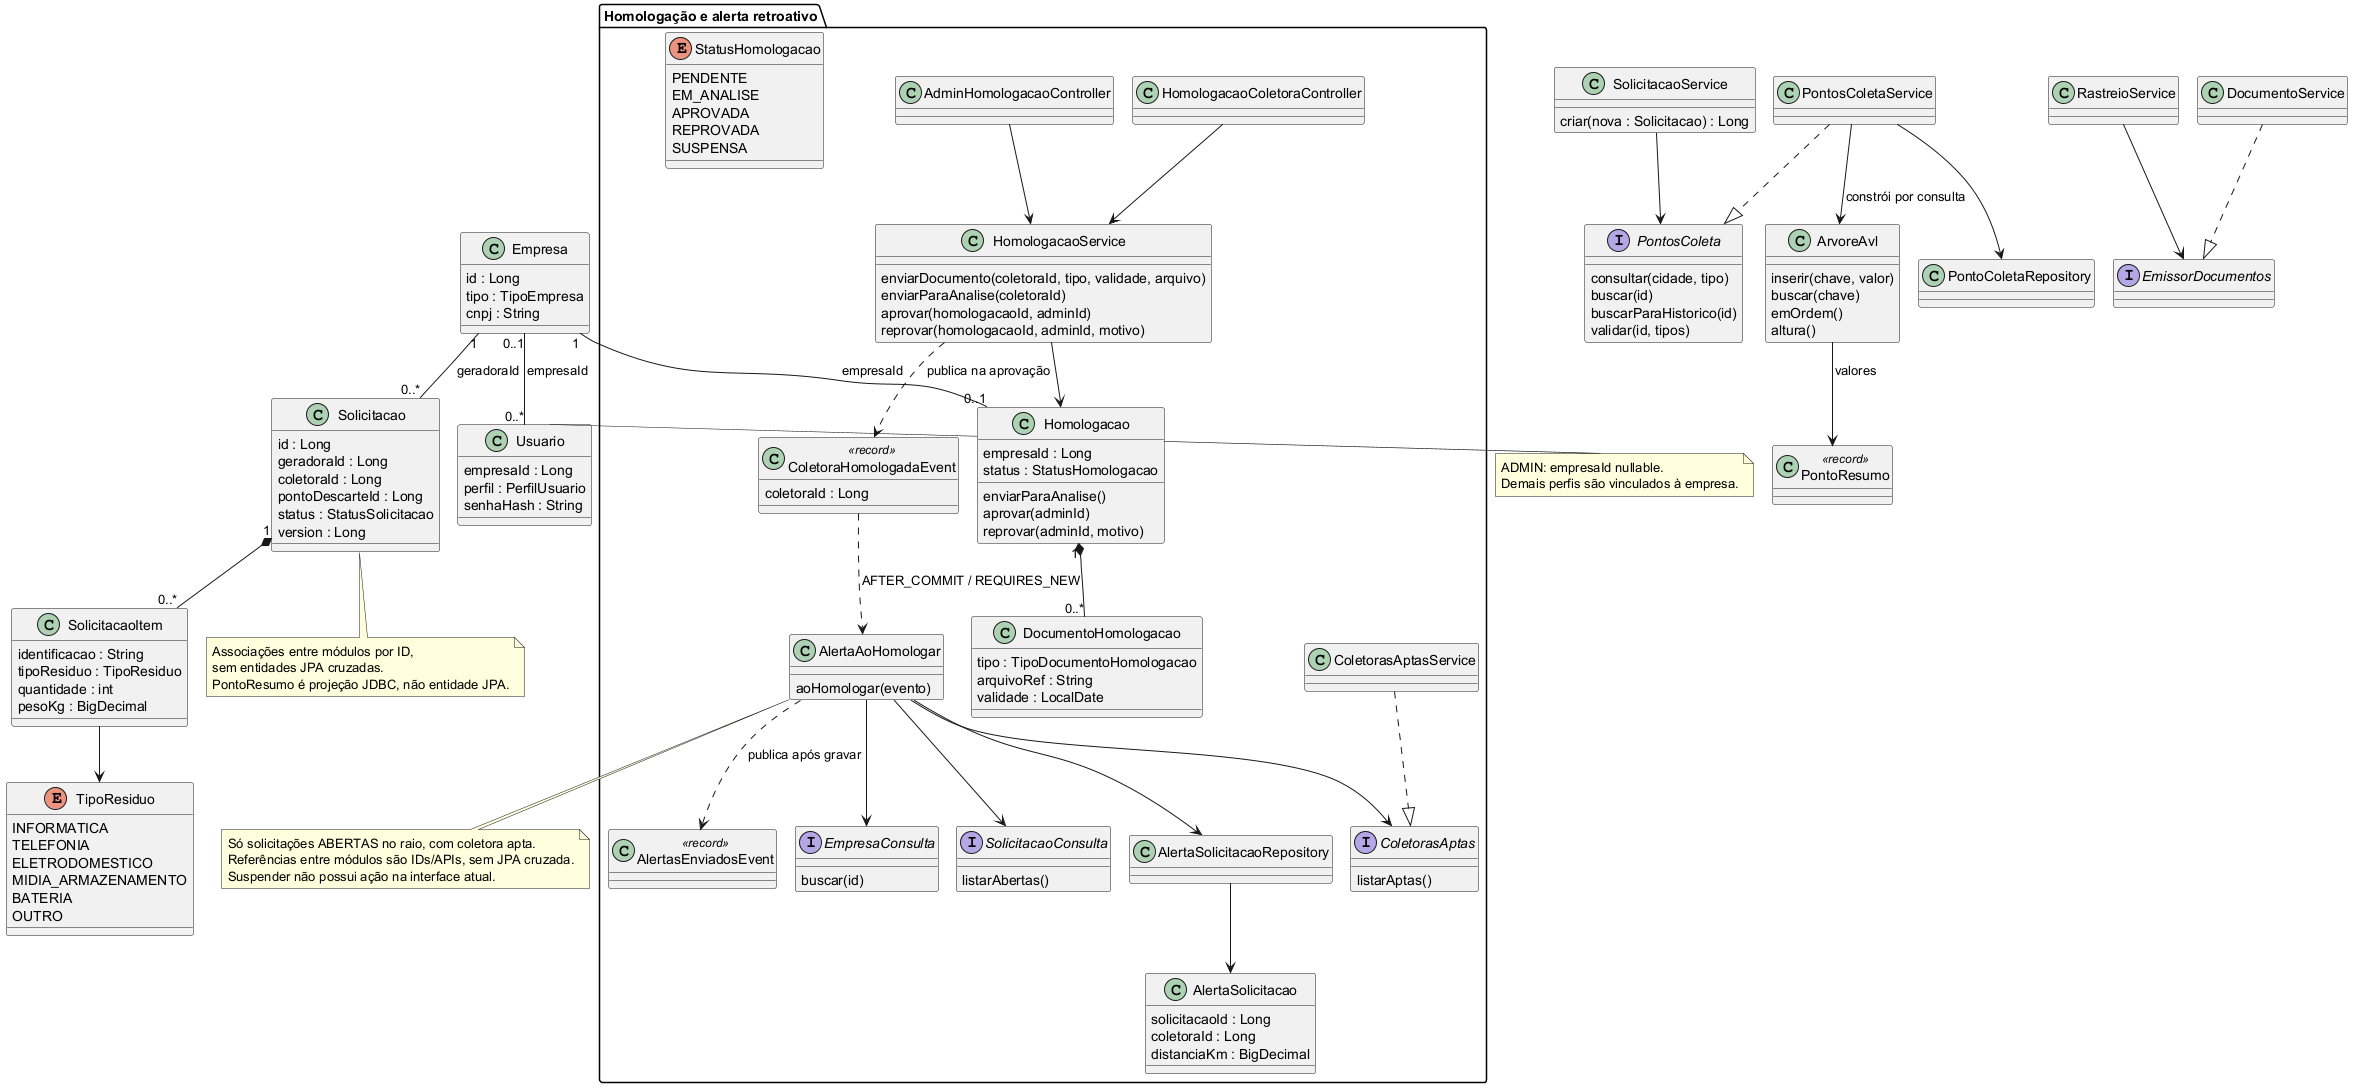 Homologação e alerta retroativo
StatusHomologacao
PENDENTE
EM_ANALISE
APROVADA
REPROVADA
SUSPENSA
AdminHomologacaoController
HomologacaoColetoraController
SolicitacaoService
criar(nova : Solicitacao) : Long
PontosColetaService
RastreioService
DocumentoService
constrói por consulta
Empresa
id : Long
tipo : TipoEmpresa
cnpj : String
HomologacaoService
enviarDocumento(coletoraId, tipo, validade, arquivo)
enviarParaAnalise(coletoraId)
aprovar(homologacaoId, adminId)
reprovar(homologacaoId, adminId, motivo)
PontosColeta
consultar(cidade, tipo)
buscar(id)
buscarParaHistorico(id)
validar(id, tipos)
ArvoreAvl
inserir(chave, valor)
buscar(chave)
emOrdem()
altura()
PontoColetaRepository
EmissorDocumentos
1
0..1
1
geradoraId
empresaId
empresaId
publica na aprovação
valores
0..*
0..*
0..1
Solicitacao
id : Long
geradoraId : Long
coletoraId : Long
pontoDescarteId : Long
status : StatusSolicitacao
version : Long
Usuario
empresaId : Long
perfil : PerfilUsuario
senhaHash : String
«record»
ColetoraHomologadaEvent
coletoraId : Long
Homologacao
empresaId : Long
status : StatusHomologacao
enviarParaAnalise()
aprovar(adminId)
reprovar(adminId, motivo)
ADMIN: empresaId nullable.
Demais perfis são vinculados à empresa.
«record»
PontoResumo
1
1
AFTER_COMMIT / REQUIRES_NEW
0..*
0..*
SolicitacaoItem
identificacao : String
tipoResiduo : TipoResiduo
quantidade : int
pesoKg : BigDecimal
Associações entre módulos por ID,
sem entidades JPA cruzadas.
PontoResumo é projeção JDBC, não entidade JPA.
AlertaAoHomologar
aoHomologar(evento)
DocumentoHomologacao
tipo : TipoDocumentoHomologacao
arquivoRef : String
validade : LocalDate
ColetorasAptasService
publica após gravar
TipoResiduo
INFORMATICA
TELEFONIA
ELETRODOMESTICO
MIDIA_ARMAZENAMENTO
BATERIA
OUTRO
Só solicitações ABERTAS no raio, com coletora apta.
Referências entre módulos são IDs/APIs, sem JPA cruzada.
Suspender não possui ação na interface atual.
«record»
AlertasEnviadosEvent
EmpresaConsulta
buscar(id)
SolicitacaoConsulta
listarAbertas()
AlertaSolicitacaoRepository
ColetorasAptas
listarAptas()
AlertaSolicitacao
solicitacaoId : Long
coletoraId : Long
distanciaKm : BigDecimal